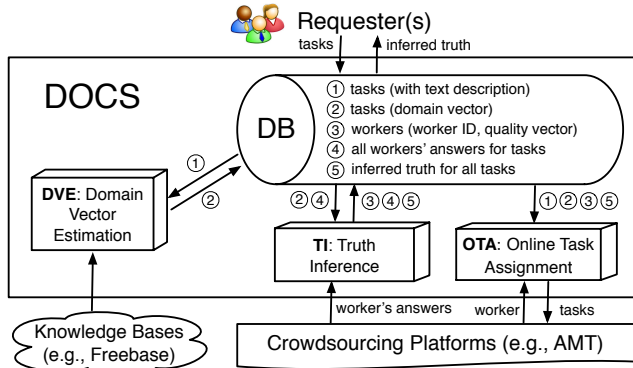 Requester(s)
tasks
inferred truth
DOCS
DB
① tasks (with text description)
② tasks (domain vector)
③ workers (worker ID, quality vector)
④ all workers' answers for tasks
⑤ inferred truth for all tasks
①
②
②④
③④⑤
①②③⑤
DVE: Domain
Vector
Estimation
TI: Truth
Inference
OTA: Online Task
Assignment
worker's answers
worker
tasks
Knowledge Bases
(e.g., Freebase)
Crowdsourcing Platforms (e.g., AMT)